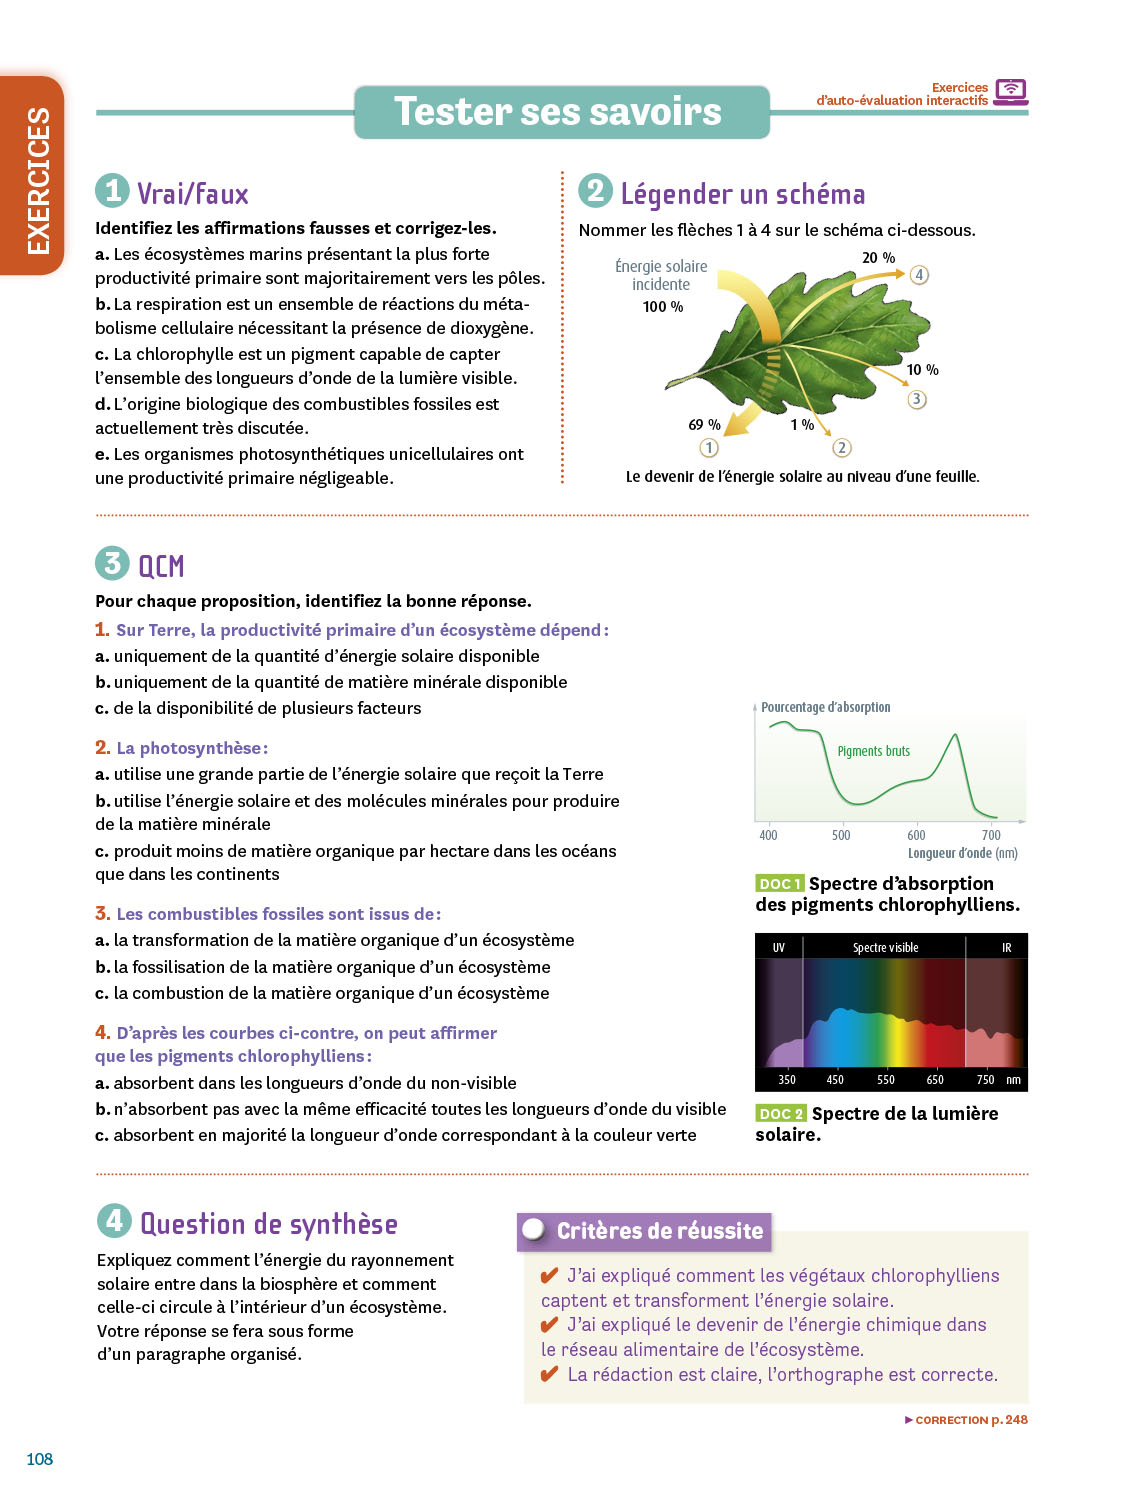 EXERCICES
Exercices
d'auto-évaluation interactifs
Tester ses savoirs
1 Vrai/faux
Identifiez les affirmations fausses et corrigez-les.
a. Les écosystèmes marins présentant la plus forte
productivité primaire sont majoritairement vers les pôles.
b. La respiration est un ensemble de réactions du méta-
bolisme cellulaire nécessitant la présence de dioxygène.
c. La chlorophylle est un pigment capable de capter
l'ensemble des longueurs d'onde de la lumière visible.
d. L'origine biologique des combustibles fossiles est
actuellement très discutée.
e. Les organismes photosynthétiques unicellulaires ont
une productivité primaire négligeable.
2 Légender un schéma
Nommer les flèches 1 à 4 sur le schéma ci-dessous.
Énergie solaire
incidente
100 %
20 %
4
10 %
3
69 %
1
1 %
2
Le devenir de l'énergie solaire au niveau d'une feuille.
3 QCM
Pour chaque proposition, identifiez la bonne réponse.
1. Sur Terre, la productivité primaire d'un écosystème dépend :
a. uniquement de la quantité d'énergie solaire disponible
b. uniquement de la quantité de matière minérale disponible
c. de la disponibilité de plusieurs facteurs
2. La photosynthèse :
a. utilise une grande partie de l'énergie solaire que reçoit la Terre
b. utilise l'énergie solaire et des molécules minérales pour produire
de la matière minérale
c. produit moins de matière organique par hectare dans les océans
que dans les continents
3. Les combustibles fossiles sont issus de :
a. la transformation de la matière organique d'un écosystème
b. la fossilisation de la matière organique d'un écosystème
c. la combustion de la matière organique d'un écosystème
4. D'après les courbes ci-contre, on peut affirmer
que les pigments chlorophylliens :
a. absorbent dans les longueurs d'onde du non-visible
b. n'absorbent pas avec la même efficacité toutes les longueurs d'onde du visible
c. absorbent en majorité la longueur d'onde correspondant à la couleur verte
Pourcentage d'absorption
Pigments bruts
400 500 600 700
Longueur d'onde (nm)
DOC 1 Spectre d'absorption
des pigments chlorophylliens.
UV Spectre visible IR
350 450 550 650 750 nm
DOC 2 Spectre de la lumière
solaire.
4 Question de synthèse
Expliquez comment l'énergie du rayonnement
solaire entre dans la biosphère et comment
celle-ci circule à l'intérieur d'un écosystème.
Votre réponse se fera sous forme
d'un paragraphe organisé.
Critères de réussite
✔ J'ai expliqué comment les végétaux chlorophylliens
captent et transforment l'énergie solaire.
✔ J'ai expliqué le devenir de l'énergie chimique dans
le réseau alimentaire de l'écosystème.
✔ La rédaction est claire, l'orthographe est correcte.
▶ CORRECTION p. 248
108